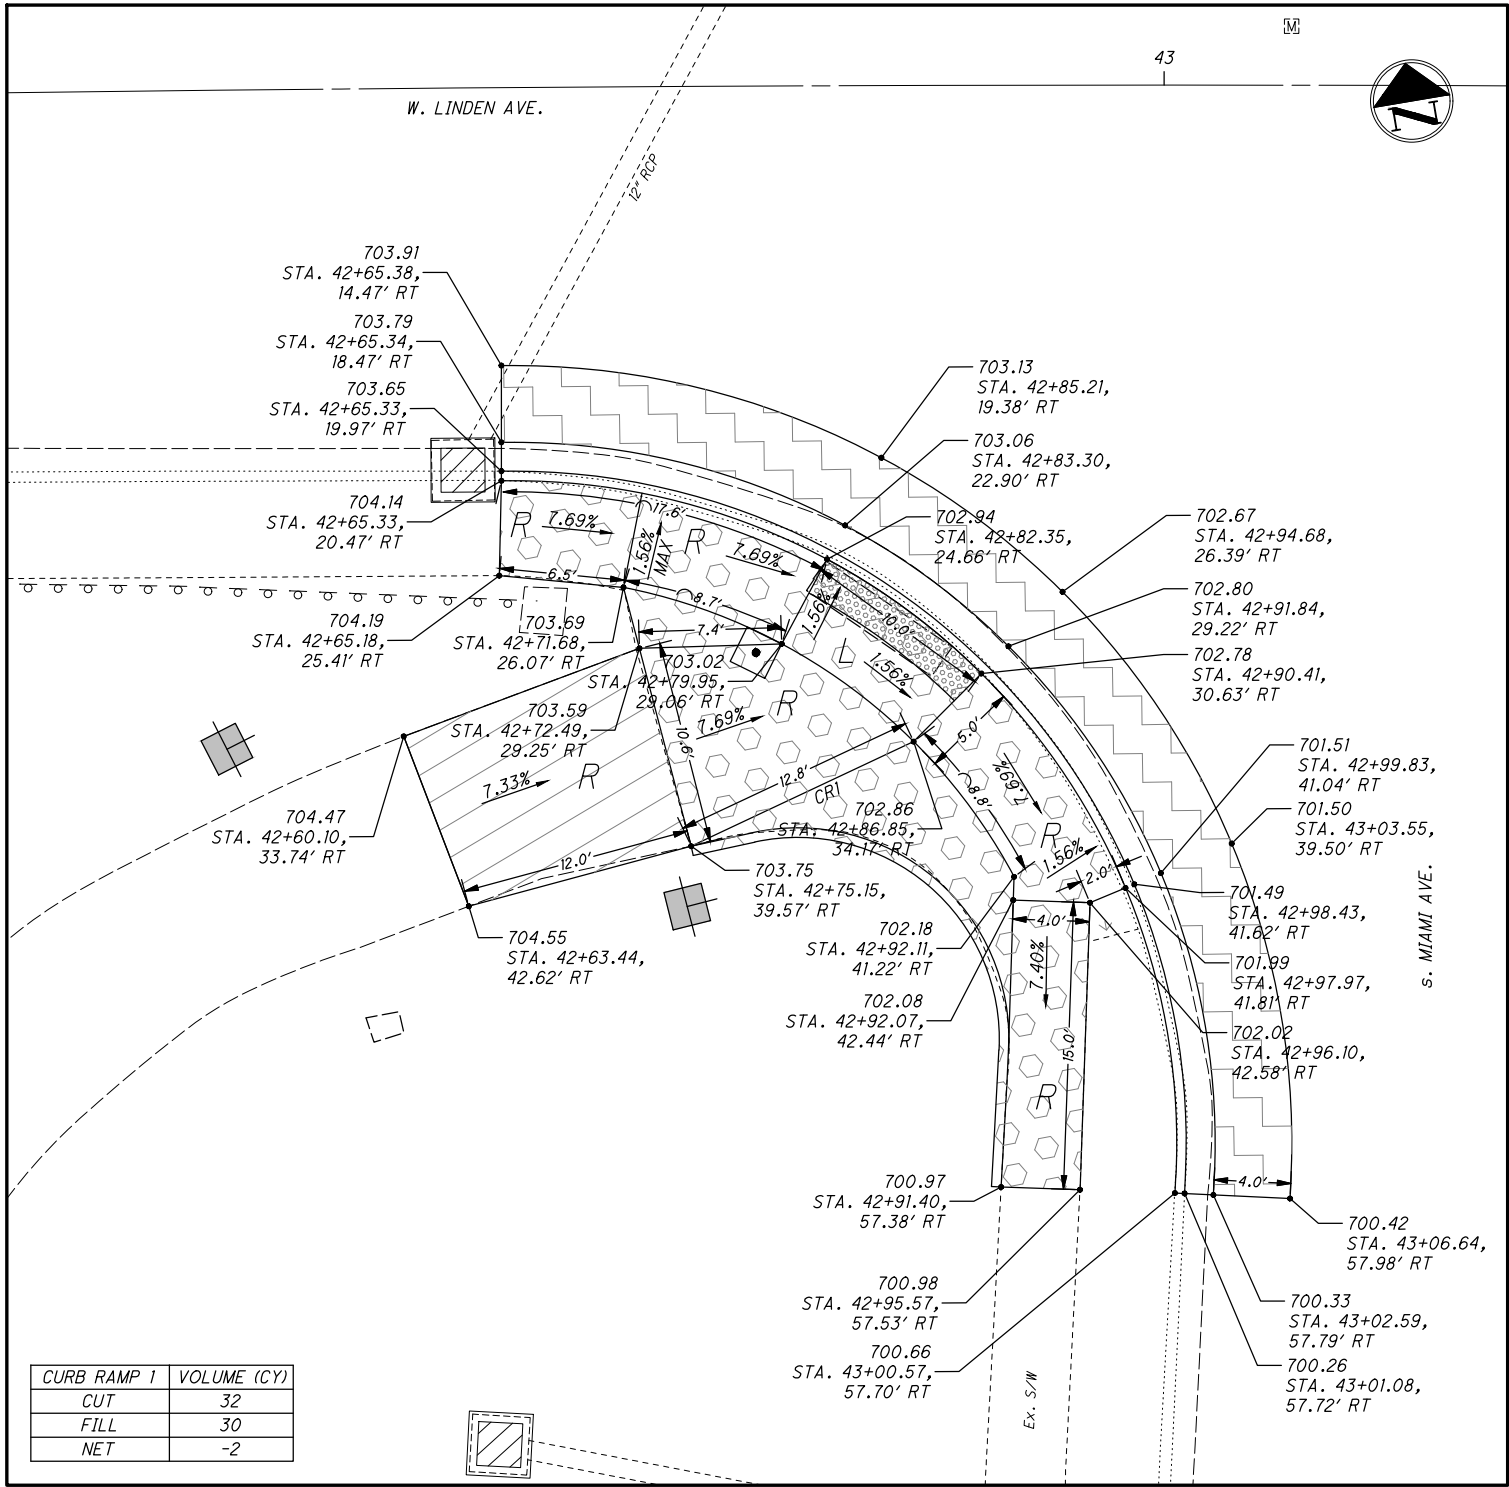 M
43
W. LINDEN AVE.
N
12" RCP
703.91
STA. 42+65.38,
14.47' RT
703.79
STA. 42+65.34,
18.47' RT
703.65
STA. 42+65.33,
19.97' RT
704.14
STA. 42+65.33,
20.47' RT
704.19
STA. 42+65.18,
25.41' RT
703.13
STA. 42+85.21,
19.38' RT
703.06
STA. 42+83.30,
22.90' RT
702.94
STA. 42+82.35,
24.66' RT
702.67
STA. 42+94.68,
26.39' RT
702.80
STA. 42+91.84,
29.22' RT
702.78
STA. 42+90.41,
30.63' RT
R
7.69%
17.6'
1.56%
MAX
R
7.69%
6.5'
8.7'
7.4'
1.56%
10.0'
L
1.56%
703.69
STA. 42+71.68,
26.07' RT
703.02
STA. 42+79.95,
29.06' RT
703.59
STA. 42+72.49,
29.25' RT
7.69%
R
10.6'
5.0'
7.33%
R
12.8'
CR1
8.8'
7.69%
R
1.56%
2.0'
12.0'
704.47
STA. 42+60.10,
33.74' RT
702.86
STA. 42+86.85,
34.17' RT
703.75
STA. 42+75.15,
39.57' RT
704.55
STA. 42+63.44,
42.62' RT
701.51
STA. 42+99.83,
41.04' RT
701.50
STA. 43+03.55,
39.50' RT
701.49
STA. 42+98.43,
41.62' RT
701.99
STA. 42+97.97,
41.81' RT
702.02
STA. 42+96.10,
42.58' RT
S. MIAMI AVE.
702.18
STA. 42+92.11,
41.22' RT
702.08
STA. 42+92.07,
42.44' RT
4.0'
7.40%
15.0'
R
4.0'
700.97
STA. 42+91.40,
57.38' RT
700.98
STA. 42+95.57,
57.53' RT
700.66
STA. 43+00.57,
57.70' RT
700.42
STA. 43+06.64,
57.98' RT
700.33
STA. 43+02.59,
57.79' RT
700.26
STA. 43+01.08,
57.72' RT
Ex. S/W
CURB RAMP 1 VOLUME (CY)
CUT 32
FILL 30
NET -2